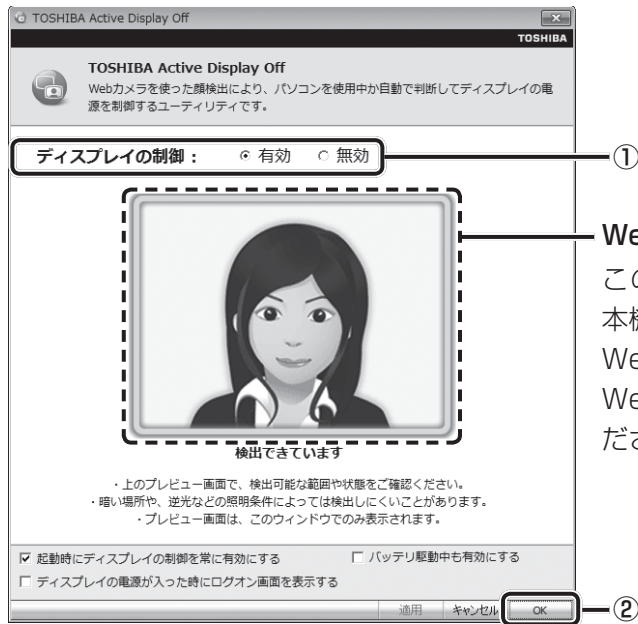 TOSHIBA Active Display Off
TOSHIBA
TOSHIBA Active Display Off
Webカメラを使った顔検出により、パソコンを使用中か自動で判断してディスプレイの電
源を制御するユーティリティです。
ディスプレイの制御： 有効 無効
①
検出できています
・上のプレビュー画面で、検出可能な範囲や状態をご確認ください。
・暗い場所や、逆光などの照明条件によっては検出しにくいことがあります。
・プレビュー画面は、このウィンドウでのみ表示されます。
We
この
本機
We
We
ださ
起動時にディスプレイの制御を常に有効にする バッテリ駆動中も有効にする
ディスプレイの電源が入った時にログオン画面を表示する
適用 キャンセル OK
②